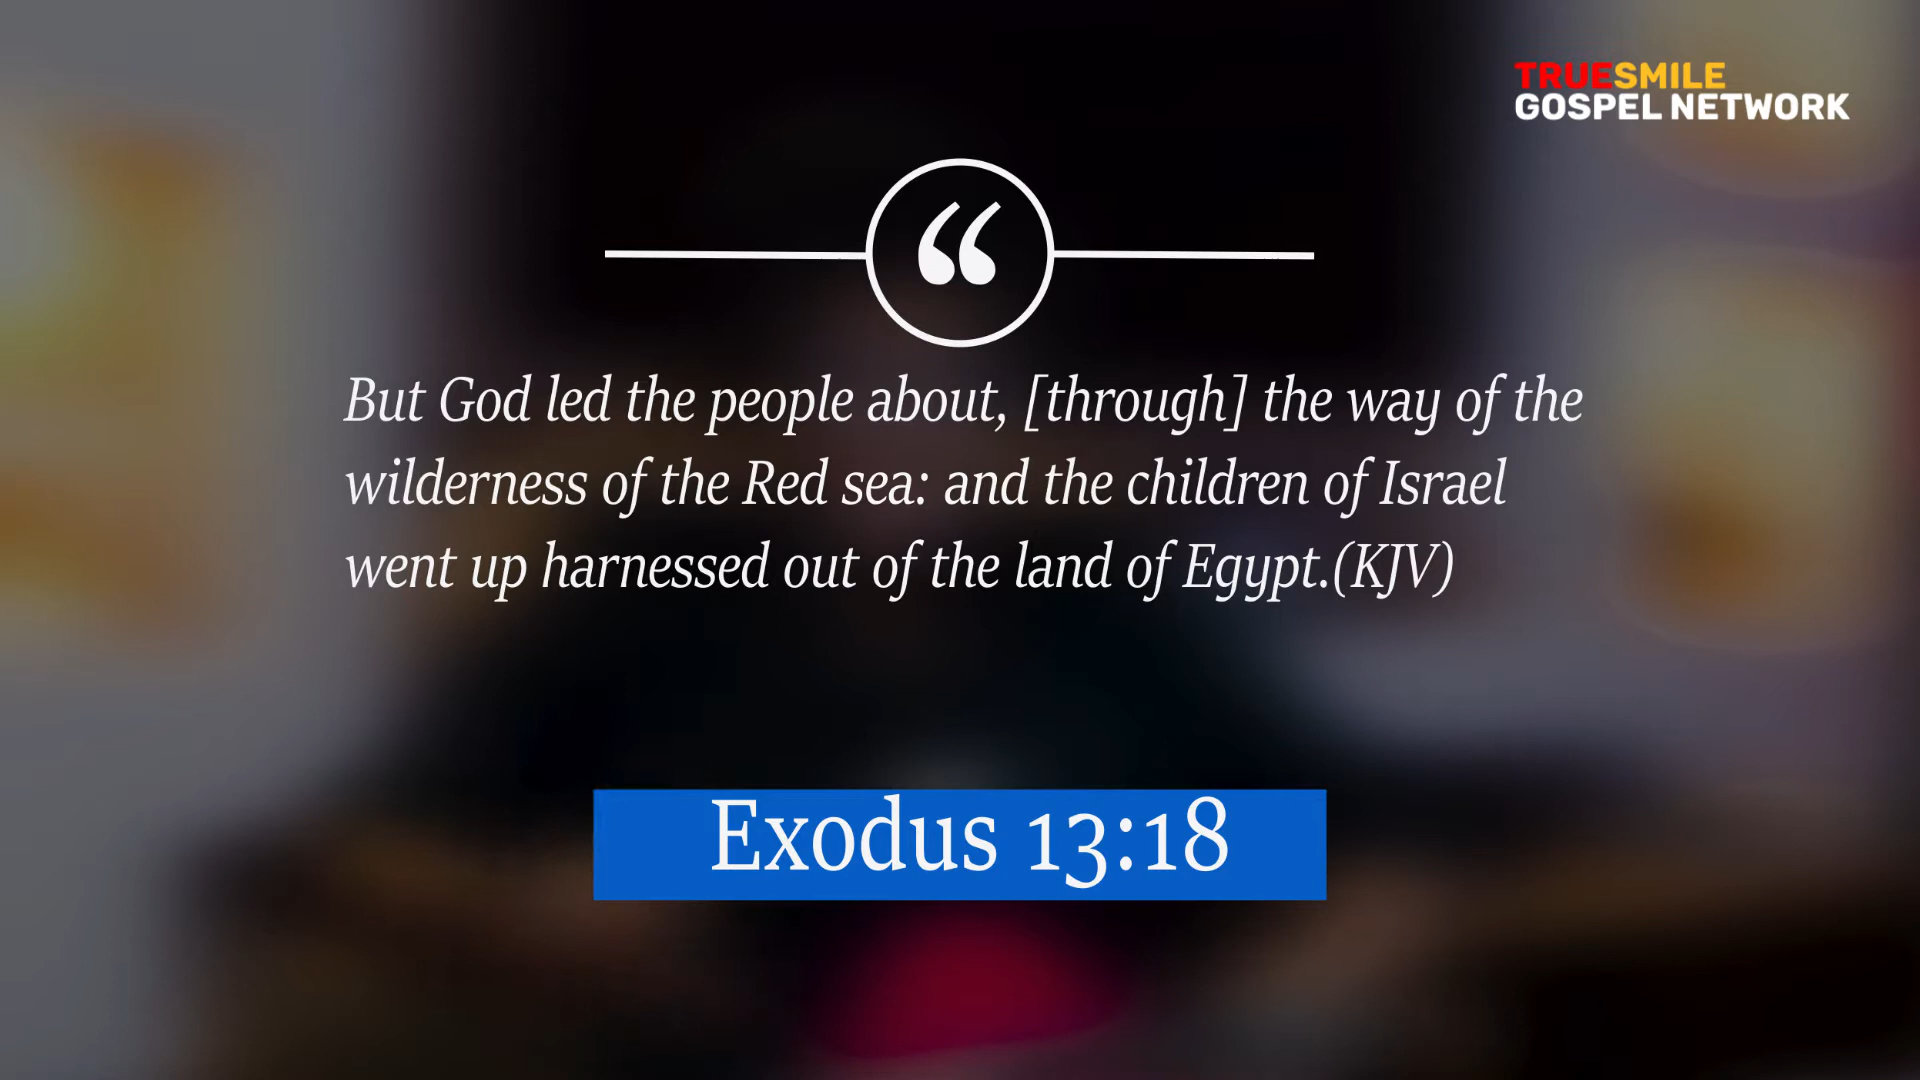 TRUESMILE
GOSPEL NETWORK
“
But God led the people about, [through] the way of the
wilderness of the Red sea: and the children of Israel
went up harnessed out of the land of Egypt.(KJV)
Exodus 13:18